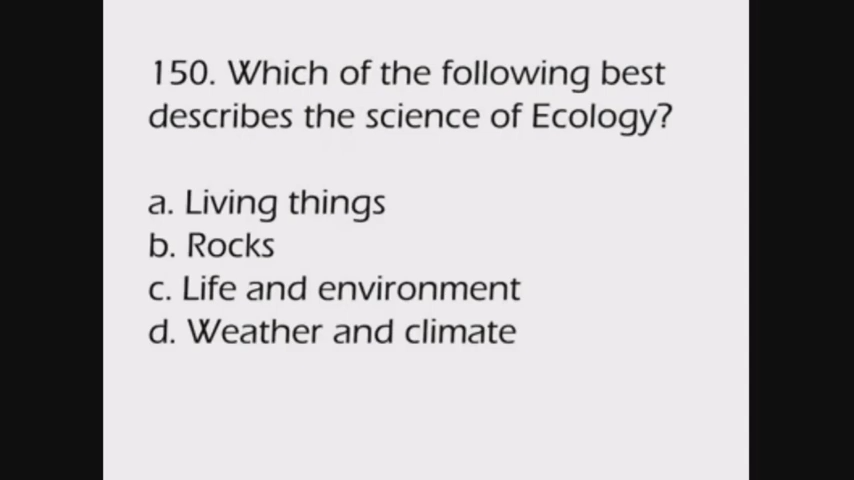 150. Which of the following best
describes the science of Ecology?
a. Living things
b. Rocks
c. Life and environment
d. Weather and climate